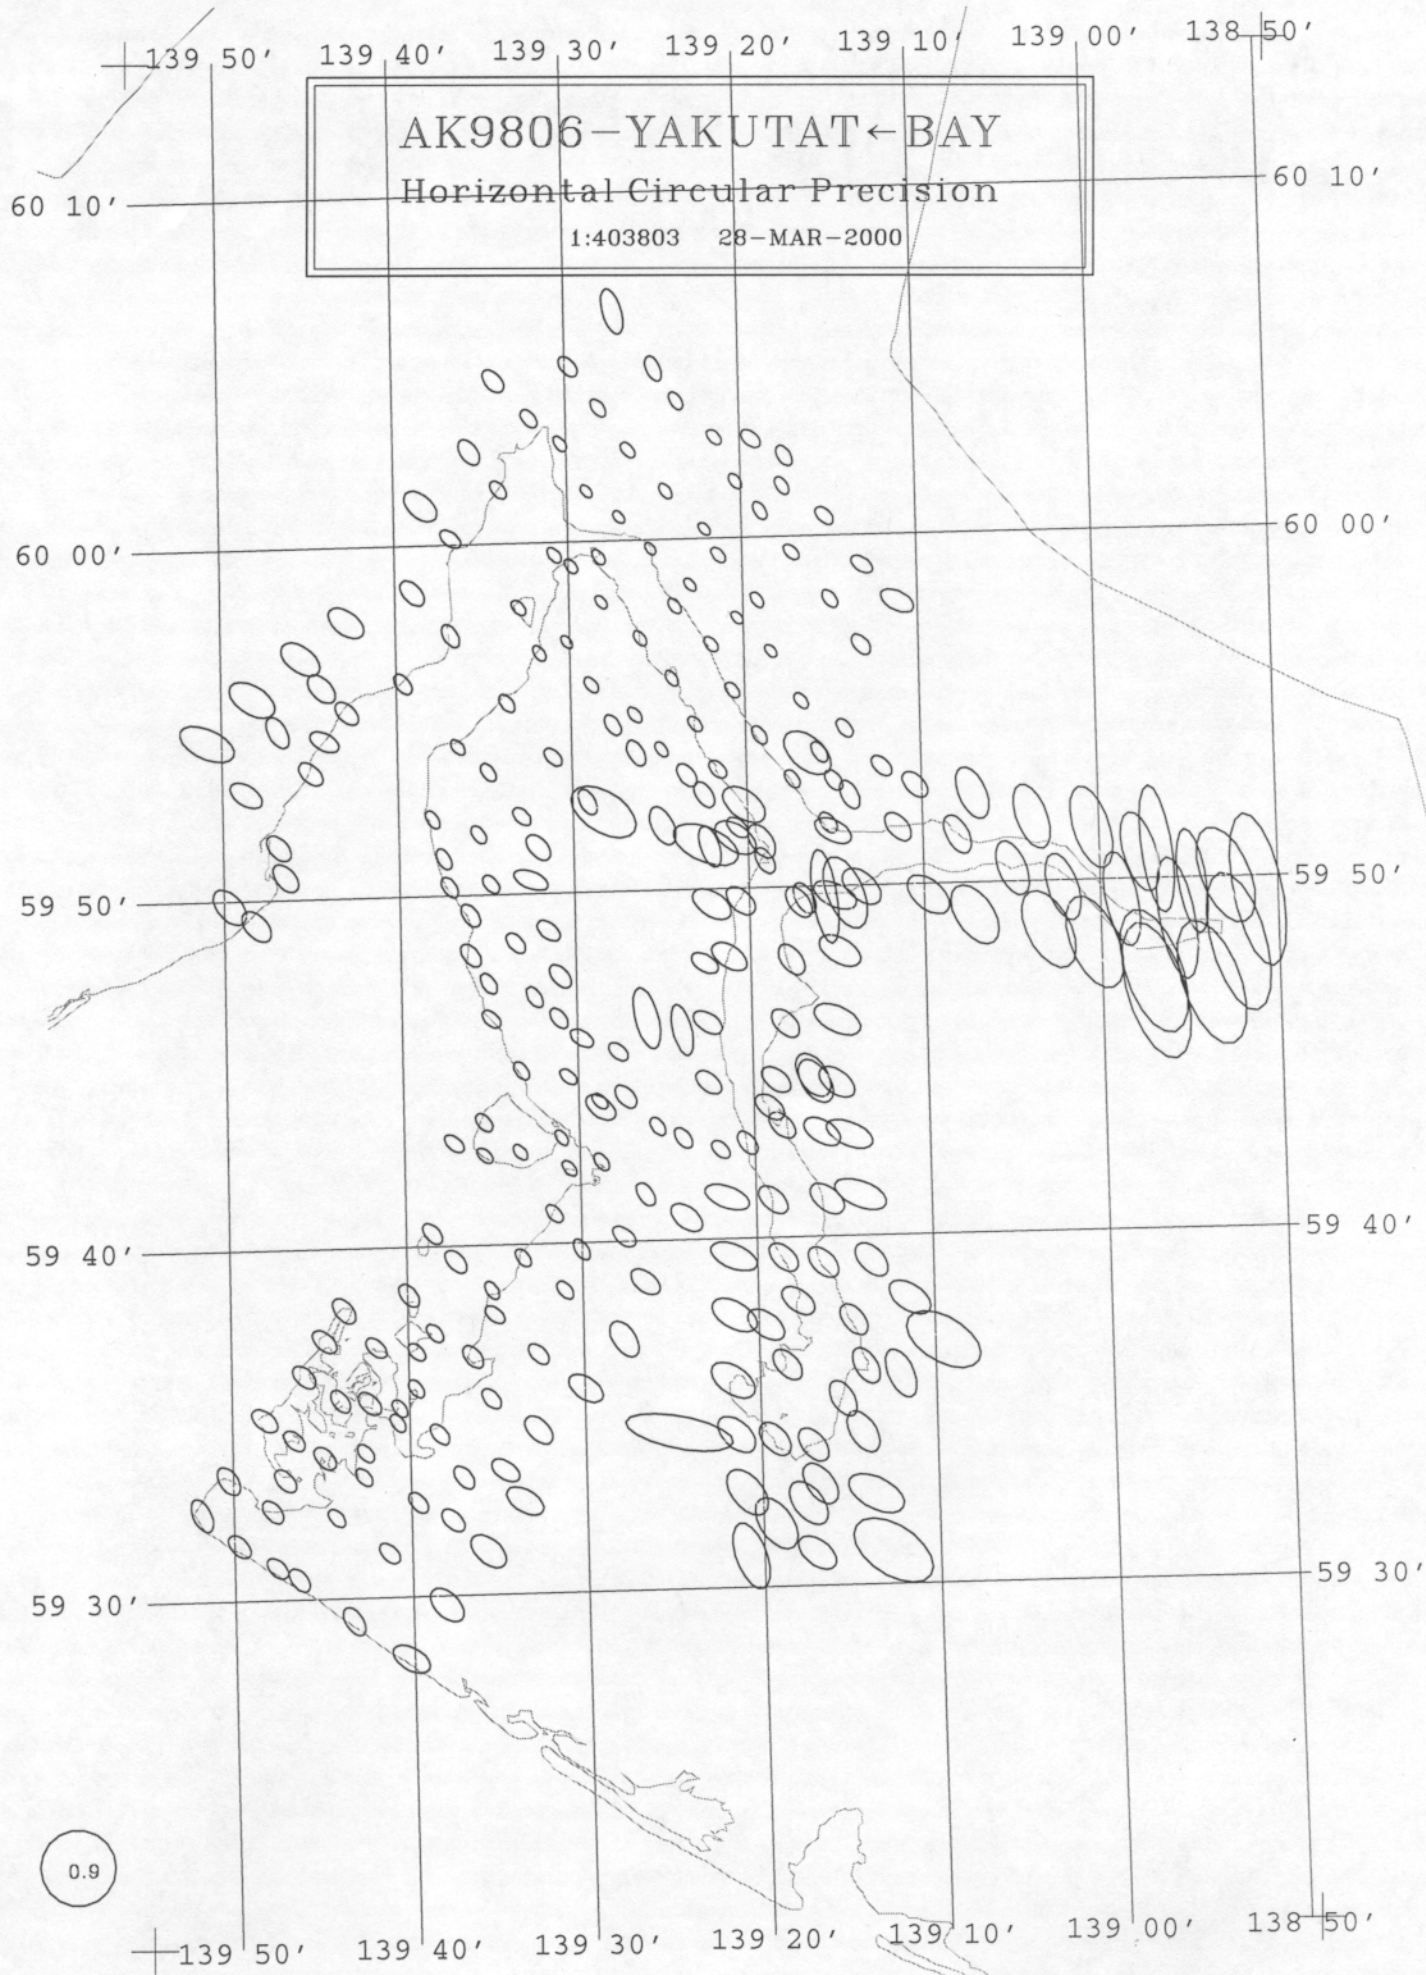 139 50' 139 40' 139 30' 139 20' 139 10' 139 00' 138 50'
AK9806-YAKUTAT←BAY
Horizontal Circular Precision
1:403803 28-MAR-2000
60 10' 60 10'
60 00' 60 00'
59 50' 59 50'
59 40' 59 40'
59 30' 59 30'
0.9
139 50' 139 40' 139 30' 139 20' 139 10' 139 00' 138 50'